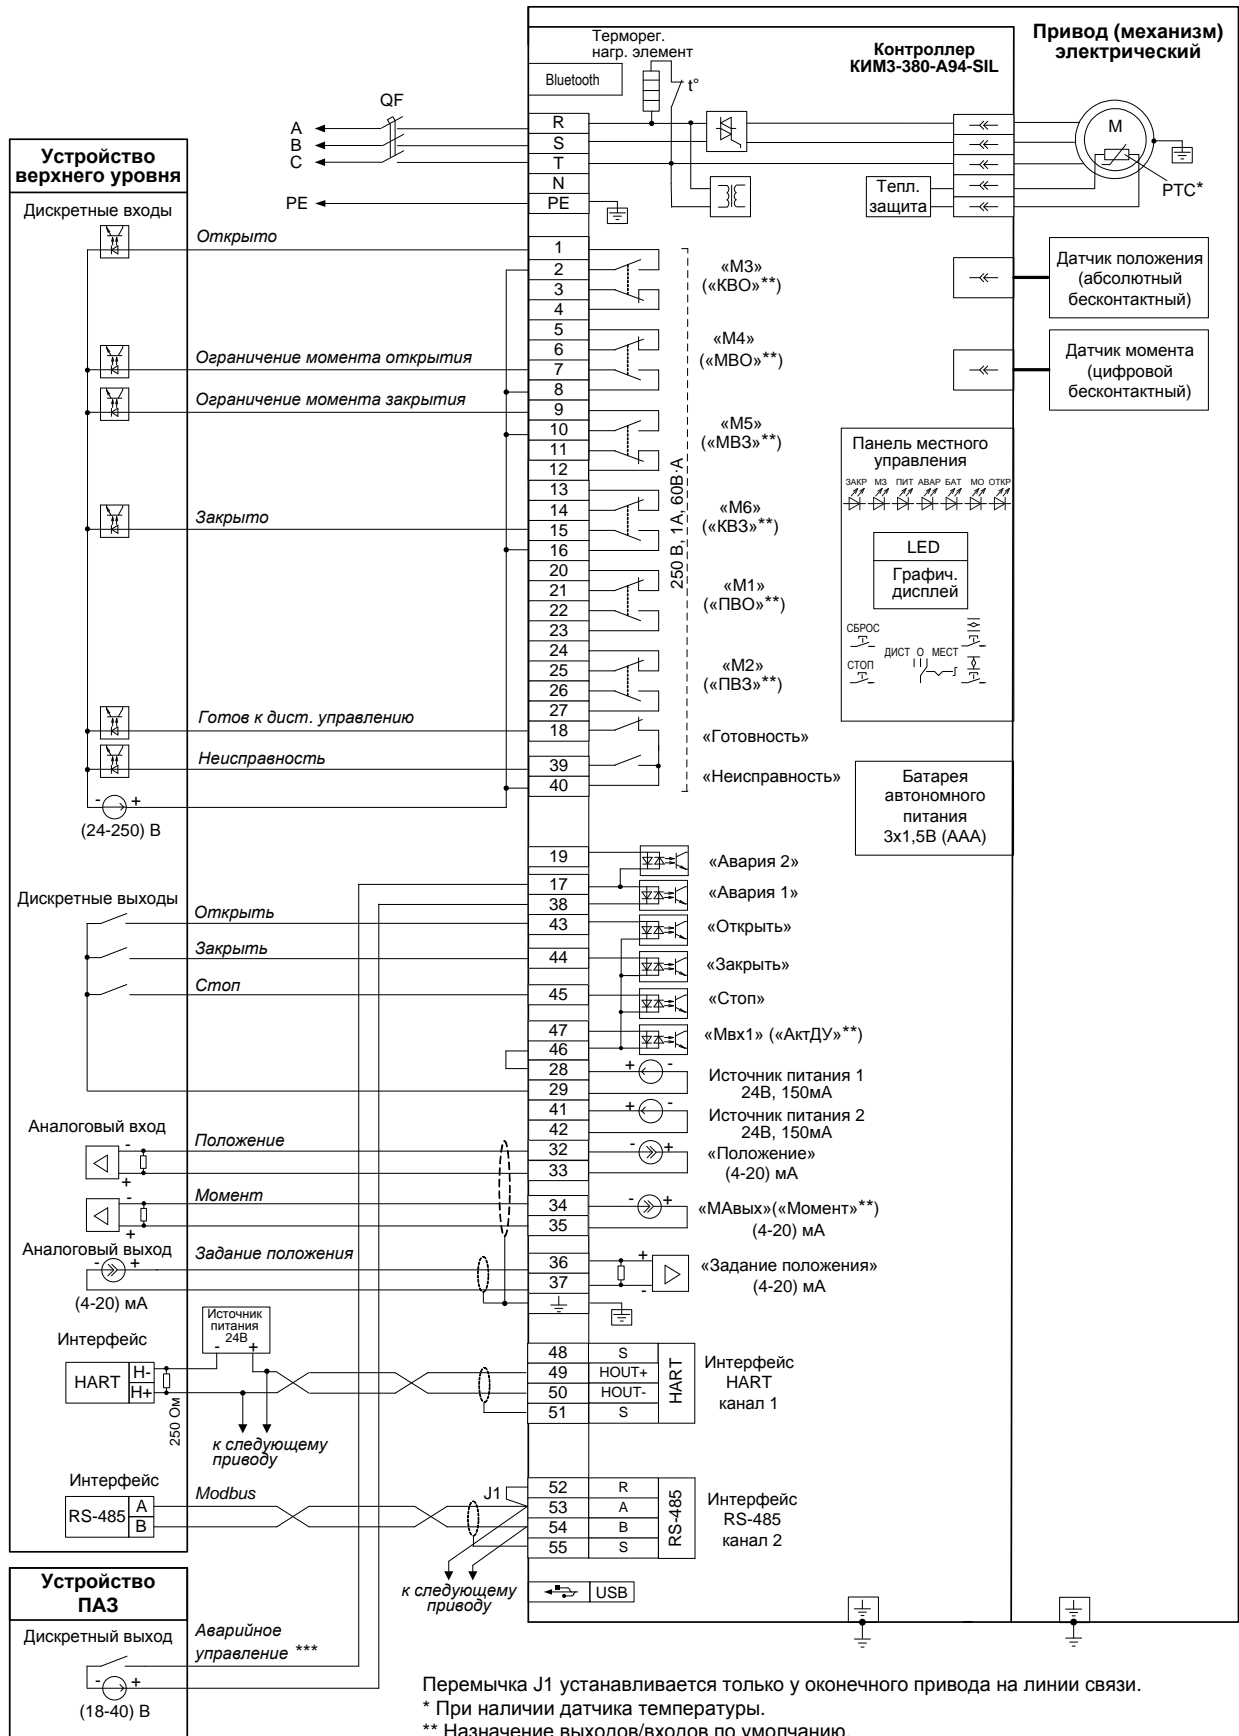 Терморег.
нагр. элемент
Bluetooth
t°
Контроллер
КИМ3-380-А94-SIL
Привод (механизм)
электрический
QF
A
B
C
PE
R
S
T
N
PE
M
PTC*
Тепл.
защита
Устройство
верхнего уровня
Дискретные входы
Открыто
Ограничение момента открытия
Ограничение момента закрытия
Закрыто
Готов к дист. управлению
Неисправность
- +
(24-250) В
1
2
3
4
5
6
7
8
9
10
11
12
13
14
15
16
20
21
22
23
24
25
26
27
18
39
40
«М3»
(«КВО»**)
«М4»
(«МВО»**)
«М5»
(«МВЗ»**)
«М6»
(«КВЗ»**)
«М1»
(«ПВО»**)
«М2»
(«ПВЗ»**)
«Готовность»
«Неисправность»
250 В, 1А, 60В·А
Датчик положения
(абсолютный
бесконтактный)
Датчик момента
(цифровой
бесконтактный)
Панель местного
управления
ЗАКР МЗ ПИТ АВАР БАТ МО ОТКР
LED
Графич.
дисплей
СБРОС
СТОП
ДИСТ О МЕСТ
Батарея
автономного
питания
3х1,5В (ААА)
Дискретные выходы
Открыть
Закрыть
Стоп
19
17
38
43
44
45
47
46
28
29
41
42
32
33
34
35
36
37
«Авария 2»
«Авария 1»
«Открыть»
«Закрыть»
«Стоп»
«Мвх1» («АктДУ»**)
+ -
Источник питания 1
24В, 150мА
+ -
Источник питания 2
24В, 150мА
- +
«Положение»
(4-20) мА
- +
«МАвых»(«Момент»**)
(4-20) мА
+
-
«Задание положения»
(4-20) мА
Аналоговый вход
-
+
Положение
-
+
Момент
Аналоговый выход
- +
(4-20) мА
Задание положения
Интерфейс
HART
H-
H+
250 Ом
Источник
питания
24В
- +
к следующему
приводу
48 S
49 HOUT+
50 HOUT-
51 S
HART
Интерфейс
HART
канал 1
Интерфейс
RS-485
A
B
Modbus
J1
52 R
53 A
54 B
55 S
RS-485
Интерфейс
RS-485
канал 2
к следующему
приводу
USB
Устройство
ПАЗ
Дискретный выход
- +
(18-40) В
Аварийное
управление ***
Перемычка J1 устанавливается только у оконечного привода на линии связи.
* При наличии датчика температуры.
** Назначение выходов/входов по умолчанию.